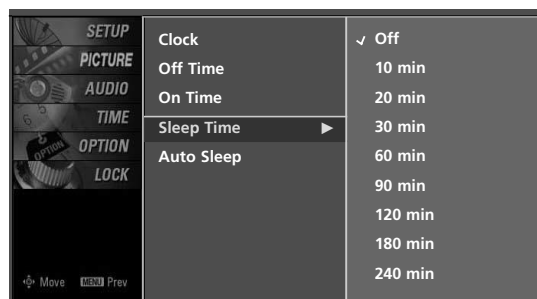 SETUP
PICTURE
AUDIO
TIME
OPTION
LOCK
Move MENU Prev
Clock
Off Time
On Time
Sleep Time
Auto Sleep
Off
10 min
20 min
30 min
60 min
90 min
120 min
180 min
240 min